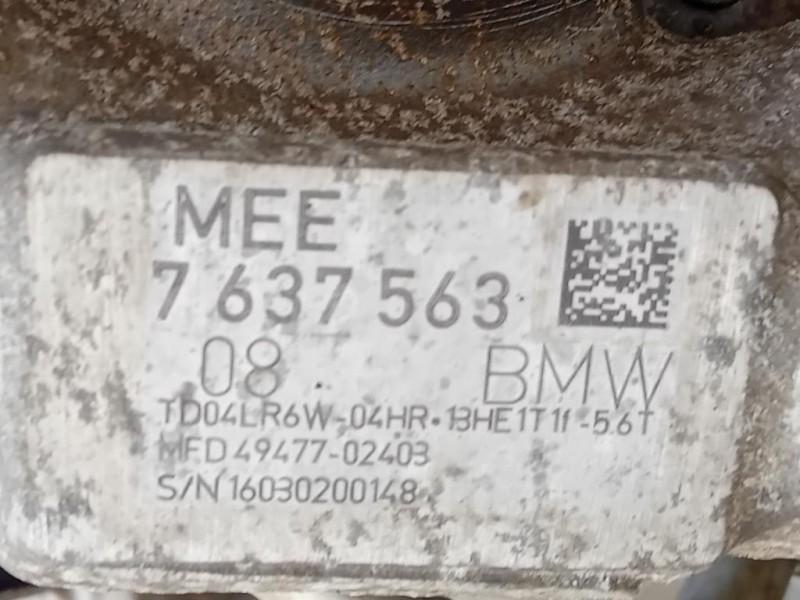 MEE
7 637 563
08 BMW
TD04LR6W-04HR·13HE1T1f-5.6T
MFD 49477-02403
S/N 16030200148